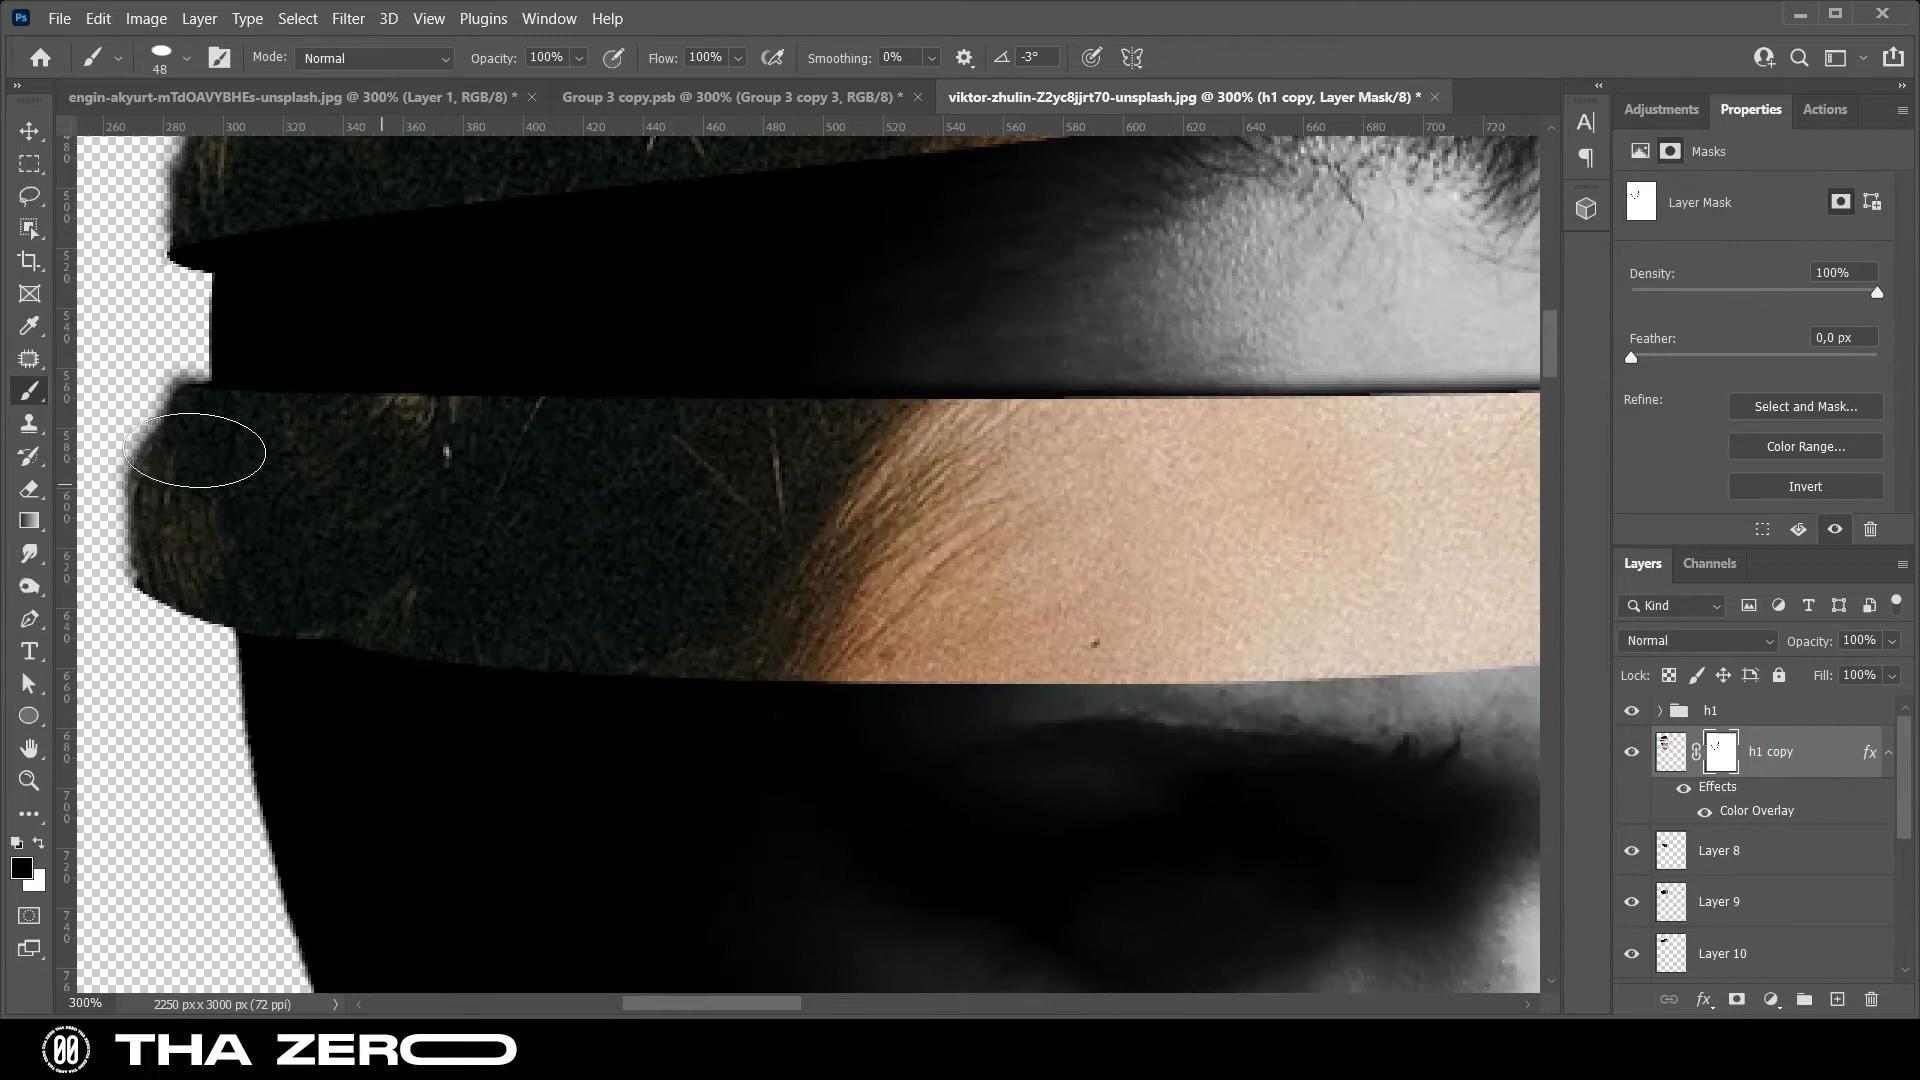 Ps File Edit Image Layer Type Select Filter 3D View Plugins Window Help
48 Mode: Normal Opacity: 100% Flow: 100% Smoothing: 0% -3°
engin-akyurt-mTdOAVYBHEs-unsplash.jpg @ 300% (Layer 1, RGB/8) * Group 3 copy.psb @ 300% (Group 3 copy 3, RGB/8) * viktor-zhulin-Z2yc8jjrt70-unsplash.jpg @ 300% (h1 copy, Layer Mask/8) *
260 280 300 320 340 360 380 400 420 440 460 480 500 520 540 560 580 600 620 640 660 680 700 720
Adjustments Properties Actions
Masks
Layer Mask
Density: 100%
Feather: 0,0 px
Refine: Select and Mask...
Color Range...
Invert
Layers Channels
Kind
Normal Opacity: 100%
Lock: Fill: 100%
h1
h1 copy fx
Effects
Color Overlay
Layer 8
Layer 9
Layer 10
fx
300% 2250 px x 3000 px (72 ppi)
THA ZERO